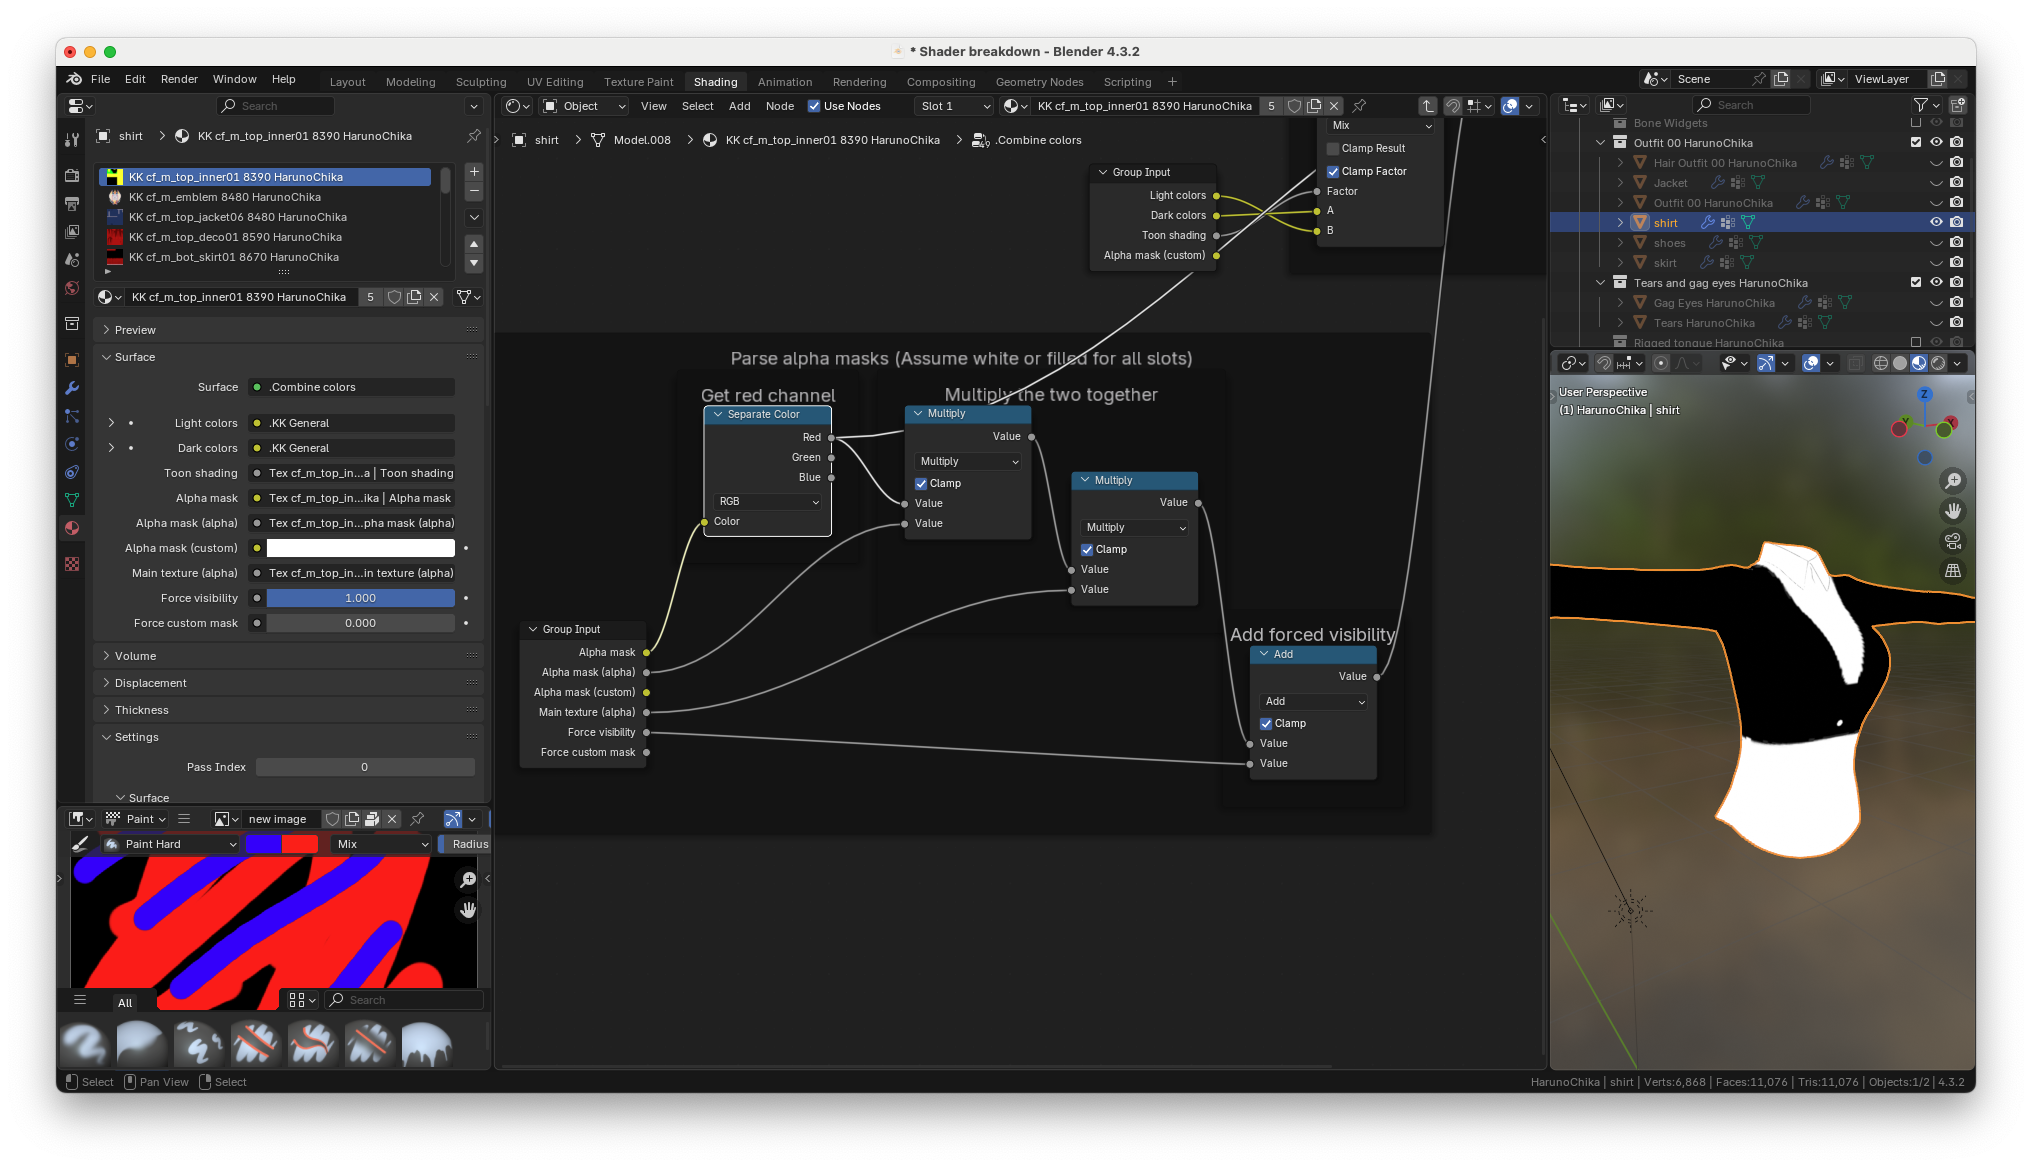 * Shader breakdown - Blender 4.3.2
File Edit Render Window Help
Layout Modeling Sculpting UV Editing Texture Paint Shading Animation Rendering Compositing Geometry Nodes Scripting +
Scene
ViewLayer
Search
Object View Select Add Node Use Nodes Slot 1 KK cf_m_top_inner01 8390 HarunoChika 5
Search
shirt > KK cf_m_top_inner01 8390 HarunoChika
KK cf_m_top_inner01 8390 HarunoChika
KK cf_m_emblem 8480 HarunoChika
KK cf_m_top_jacket06 8480 HarunoChika
KK cf_m_top_deco01 8590 HarunoChika
KK cf_m_bot_skirt01 8670 HarunoChika
KK cf_m_top_inner01 8390 HarunoChika 5
Preview
Surface
Surface .Combine colors
Light colors .KK General
Dark colors .KK General
Toon shading Tex cf_m_top_in...a | Toon shading
Alpha mask Tex cf_m_top_in...ika | Alpha mask
Alpha mask (alpha) Tex cf_m_top_in...pha mask (alpha)
Alpha mask (custom)
Main texture (alpha) Tex cf_m_top_in...in texture (alpha)
Force visibility 1.000
Force custom mask 0.000
Volume
Displacement
Thickness
Settings
Pass Index 0
Surface
Paint new image
Paint Hard Mix Radius
All Search
shirt > Model.008 > KK cf_m_top_inner01 8390 HarunoChika > .Combine colors
Mix
Clamp Result
Clamp Factor
Factor
A
B
Group Input
Light colors
Dark colors
Toon shading
Alpha mask (custom)
Parse alpha masks (Assume white or filled for all slots)
Get red channel
Separate Color
Red
Green
Blue
RGB
Color
Multiply the two together
Multiply
Value
Multiply
Clamp
Value
Value
Multiply
Value
Multiply
Clamp
Value
Value
Group Input
Alpha mask
Alpha mask (alpha)
Alpha mask (custom)
Main texture (alpha)
Force visibility
Force custom mask
Add forced visibility
Add
Value
Add
Clamp
Value
Value
Bone Widgets
Outfit 00 HarunoChika
Hair Outfit 00 HarunoChika
Jacket
Outfit 00 HarunoChika
shirt
shoes
skirt
Tears and gag eyes HarunoChika
Gag Eyes HarunoChika
Tears HarunoChika
Rigged tongue HarunoChika
User Perspective
(1) HarunoChika | shirt
Z
Select Pan View Select
HarunoChika | shirt | Verts:6,868 | Faces:11,076 | Tris:11,076 | Objects:1/2 | 4.3.2